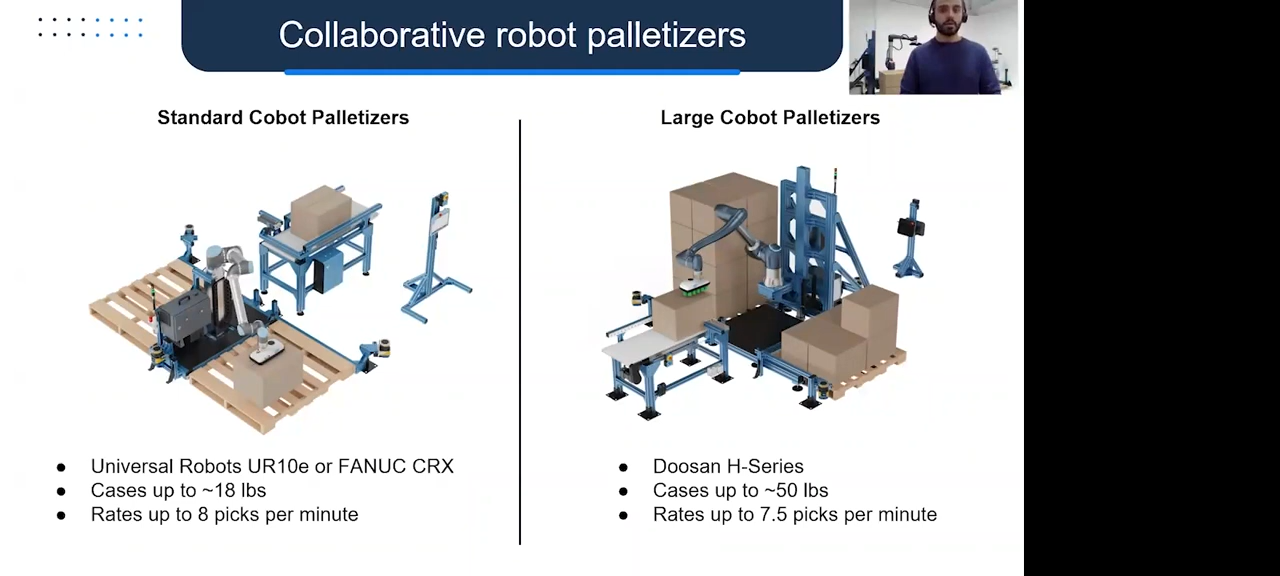 Collaborative robot palletizers
Standard Cobot Palletizers
Large Cobot Palletizers
● Universal Robots UR10e or FANUC CRX
● Cases up to ~18 lbs
● Rates up to 8 picks per minute
● Doosan H-Series
● Cases up to ~50 lbs
● Rates up to 7.5 picks per minute